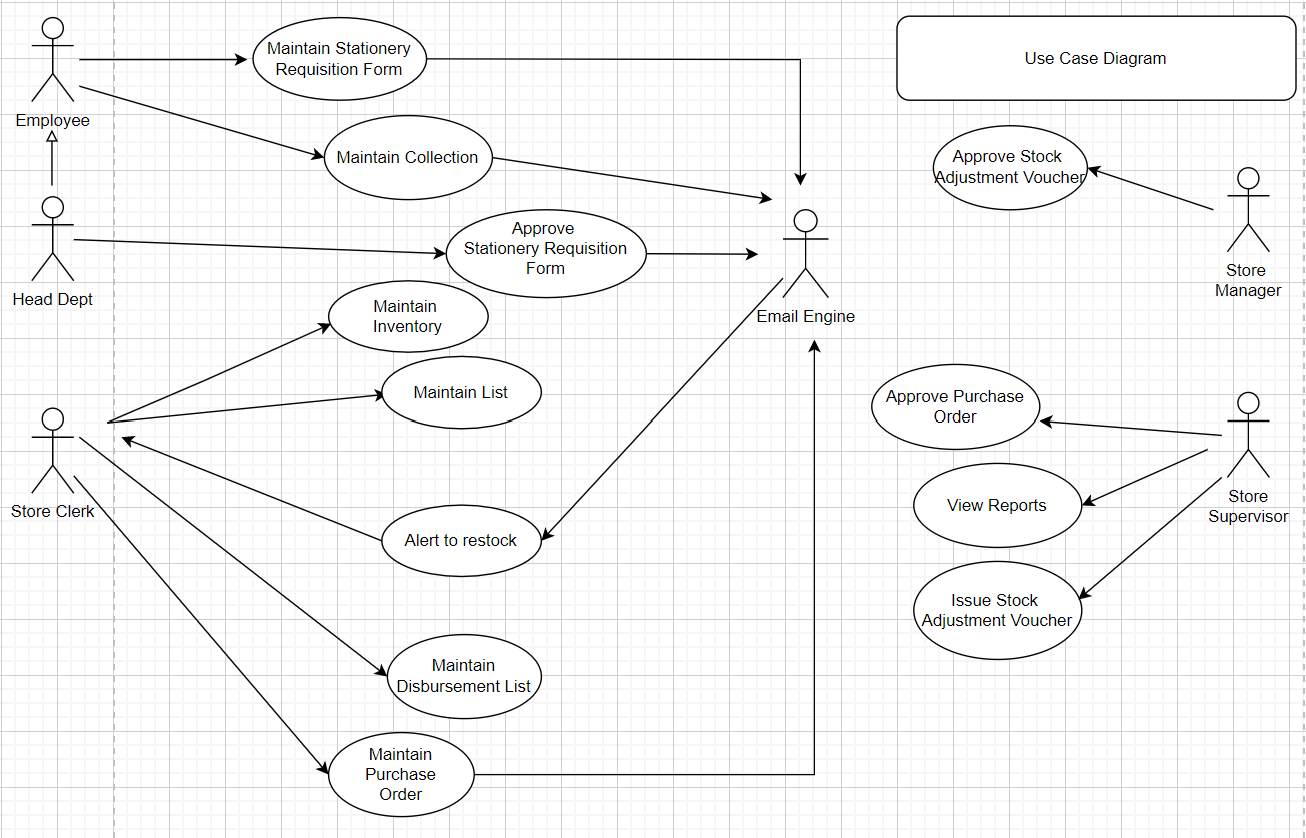 Maintain Stationery
Requisition Form
Use Case Diagram
Employee
Maintain Collection
Approve Stock
Adjustment Voucher
Head Dept
Approve
Stationery Requisition
Form
Store
Manager
Maintain
Inventory
Email Engine
Maintain List
Approve Purchase
Order
Store Clerk
Alert to restock
View Reports
Store
Supervisor
Issue Stock
Adjustment Voucher
Maintain
Disbursement List
Maintain
Purchase
Order